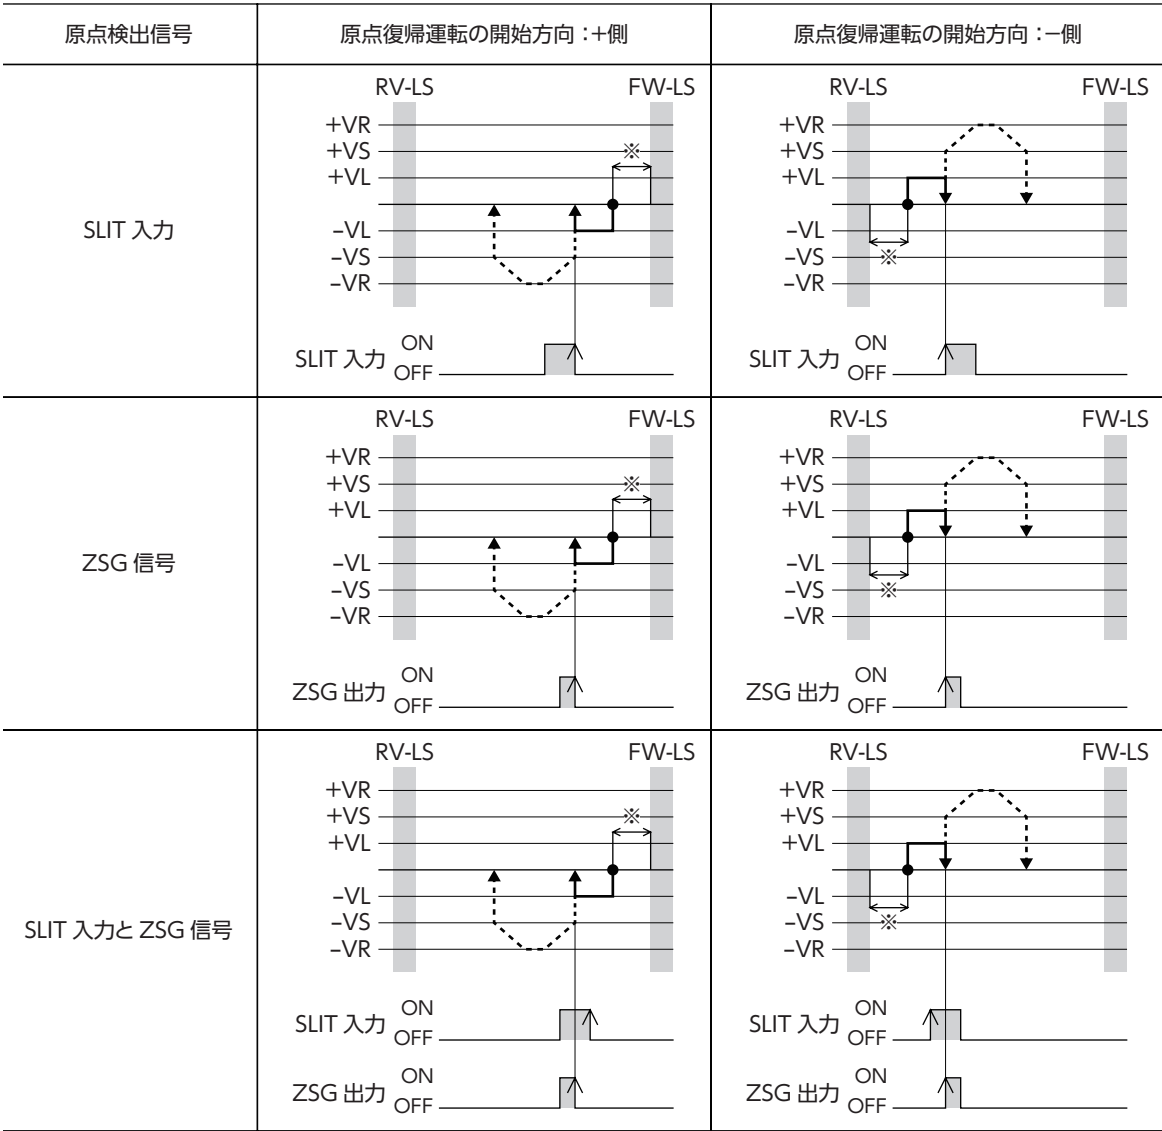 原点検出信号
原点復帰運転の開始方向:+側
原点復帰運転の開始方向:−側
SLIT 入力
RV-LS
FW-LS
+VR
+VS
※
+VL
–VL
–VS
–VR
SLIT 入力
ON
OFF
RV-LS
FW-LS
+VR
+VS
+VL
–VL
–VS
※
–VR
SLIT 入力
ON
OFF
ZSG 信号
RV-LS
FW-LS
+VR
+VS
※
+VL
–VL
–VS
–VR
ZSG 出力
ON
OFF
RV-LS
FW-LS
+VR
+VS
+VL
–VL
–VS
※
–VR
ZSG 出力
ON
OFF
SLIT 入力と ZSG 信号
RV-LS
FW-LS
+VR
+VS
※
+VL
–VL
–VS
–VR
SLIT 入力
ON
OFF
ZSG 出力
ON
OFF
RV-LS
FW-LS
+VR
+VS
+VL
–VL
–VS
※
–VR
SLIT 入力
ON
OFF
ZSG 出力
ON
OFF